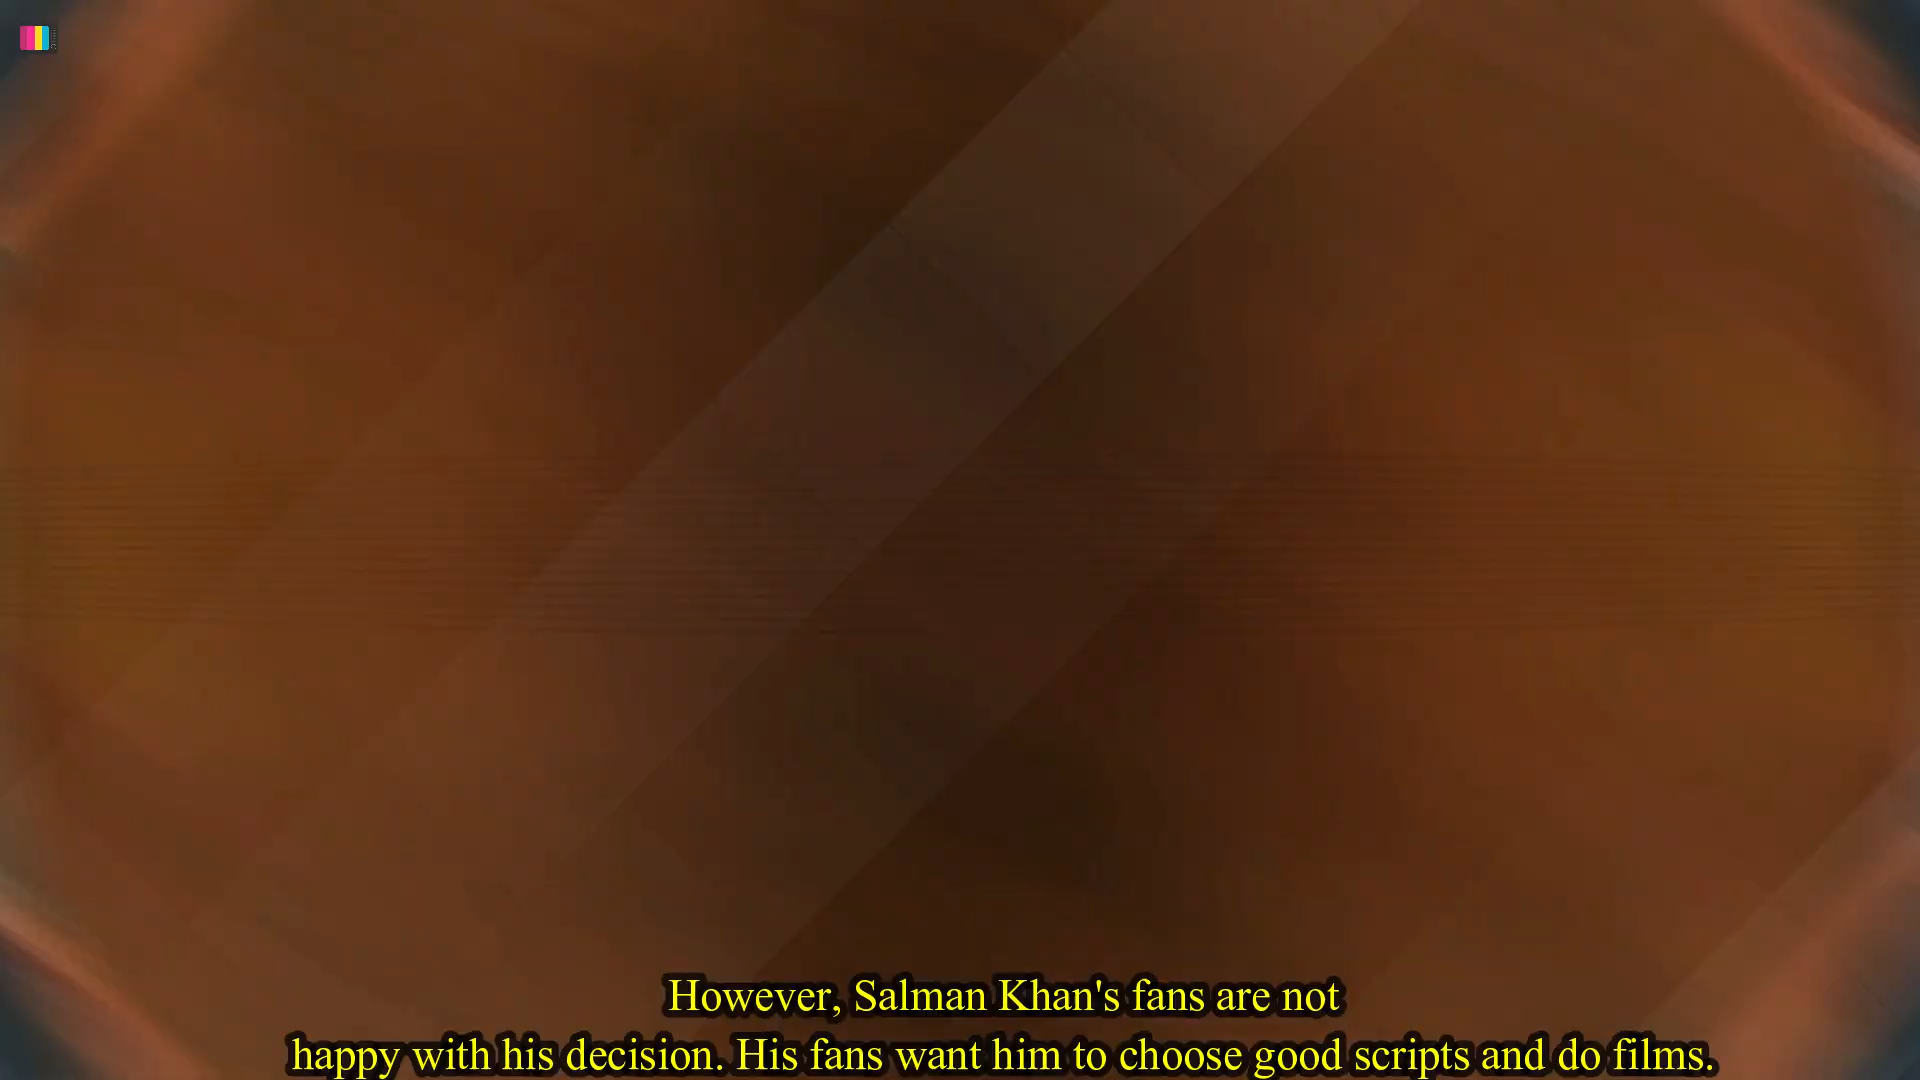 However, Salman Khan's fans are not
happy with his decision. His fans want him to choose good scripts and do films.